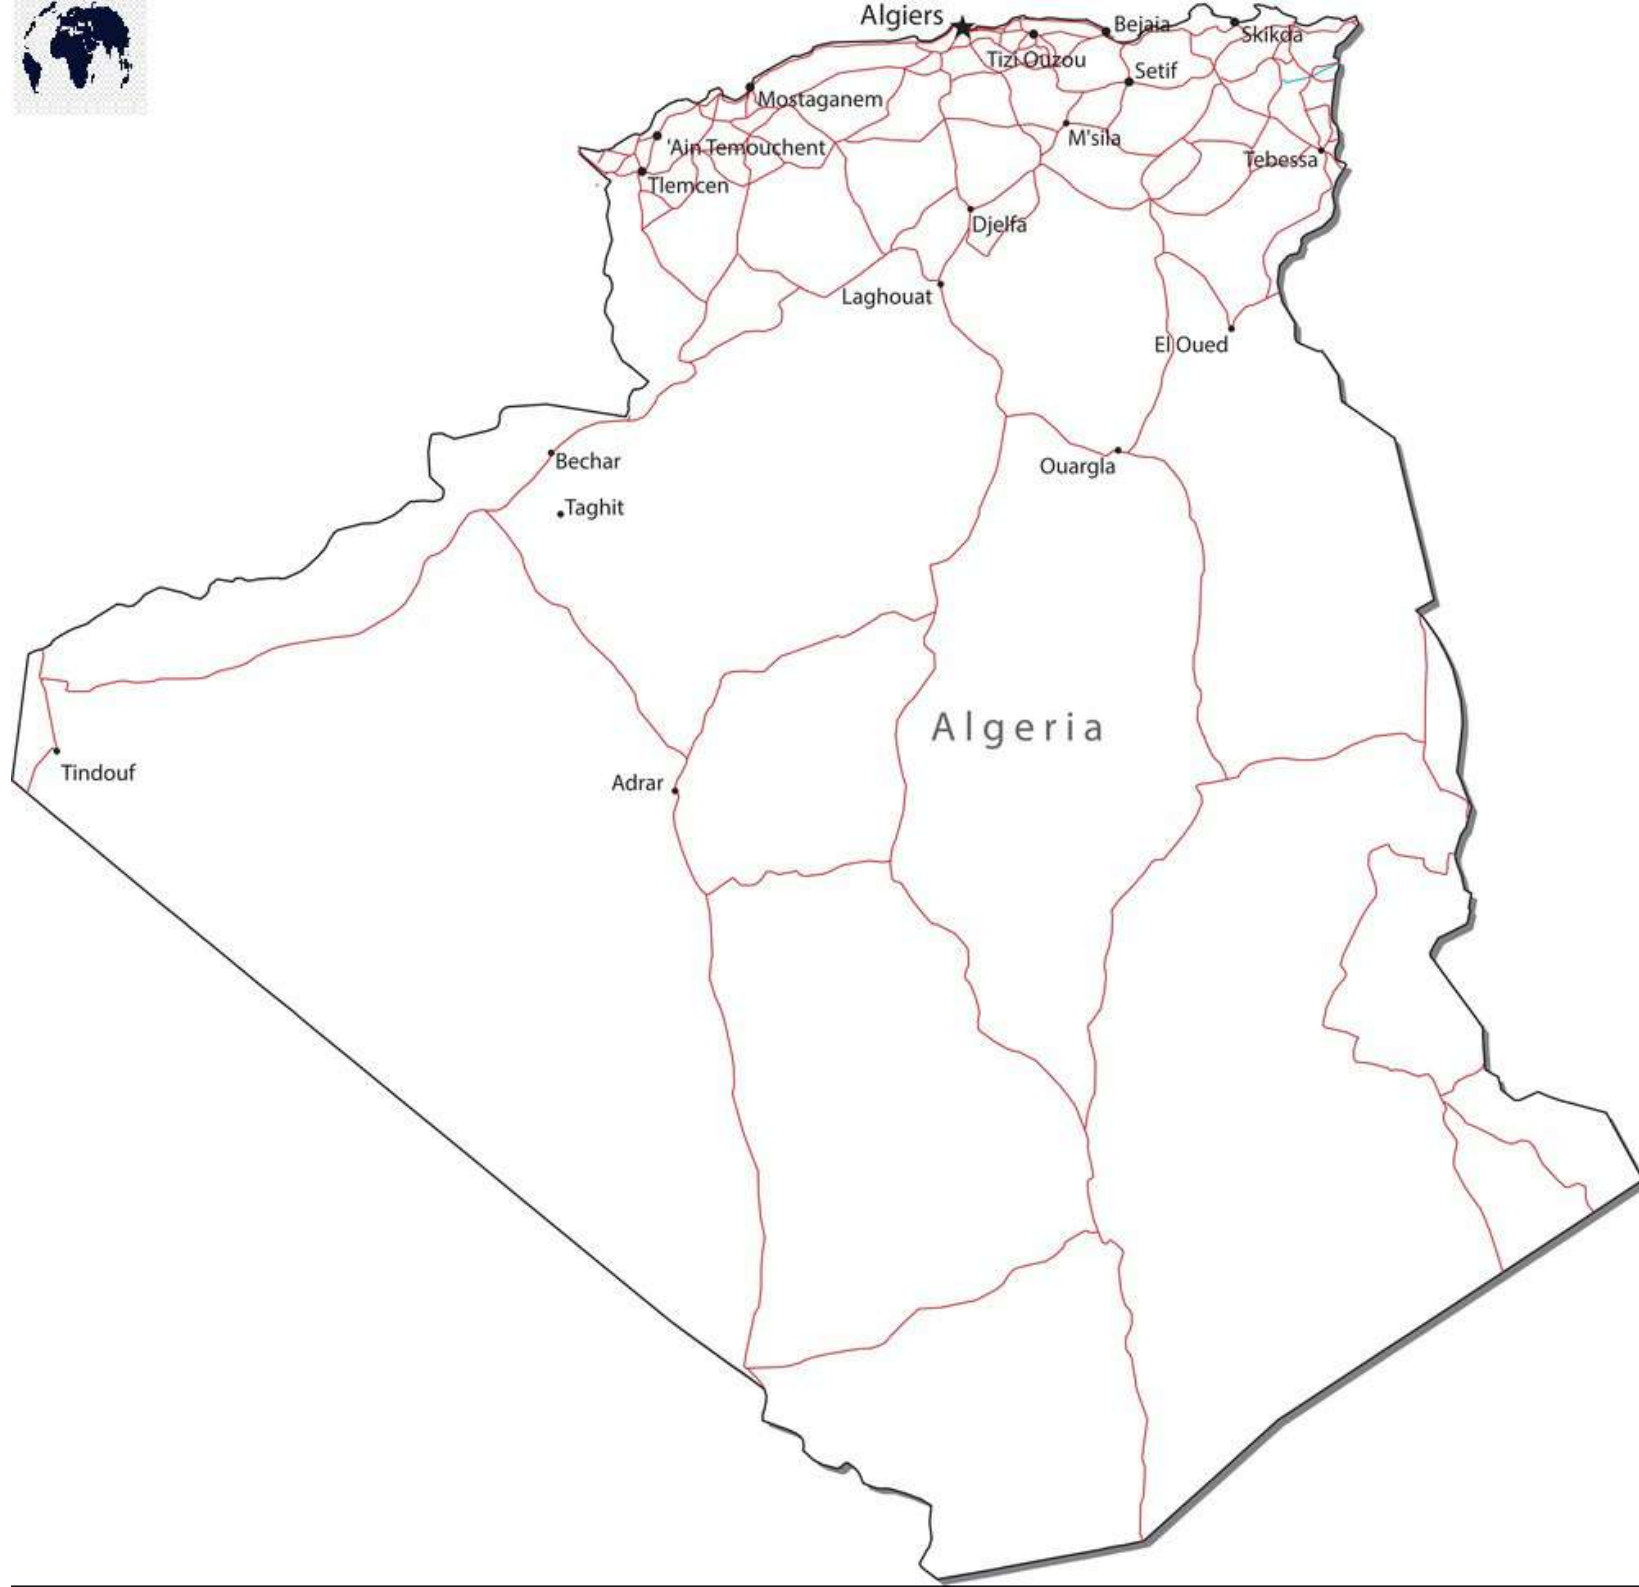 Algiers
Bejaia
Skikda
Tizi Ouzou
Setif
Mostaganem
M'sila
'Ain Temouchent
Tebessa
Tlemcen
Djelfa
Laghouat
El Oued
Bechar
Ouargla
Taghit
Algeria
Tindouf
Adrar